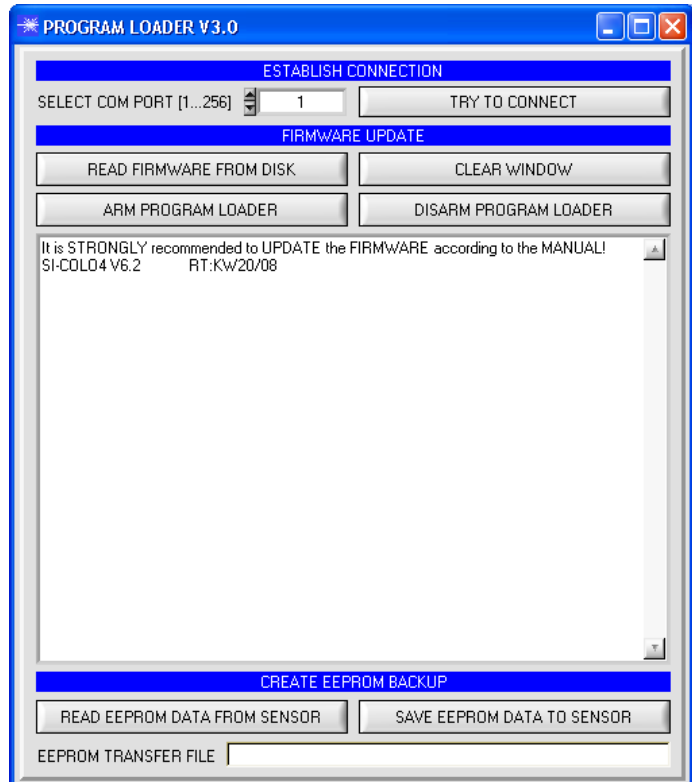 PROGRAM LOADER V3.0
ESTABLISH CONNECTION
SELECT COM PORT [1...256] 1 TRY TO CONNECT
FIRMWARE UPDATE
READ FIRMWARE FROM DISK CLEAR WINDOW
ARM PROGRAM LOADER DISARM PROGRAM LOADER
It is STRONGLY recommended to UPDATE the FIRMWARE according to the MANUAL!
SI-COLO4 V6.2 RT:KW20/08
CREATE EEPROM BACKUP
READ EEPROM DATA FROM SENSOR SAVE EEPROM DATA TO SENSOR
EEPROM TRANSFER FILE